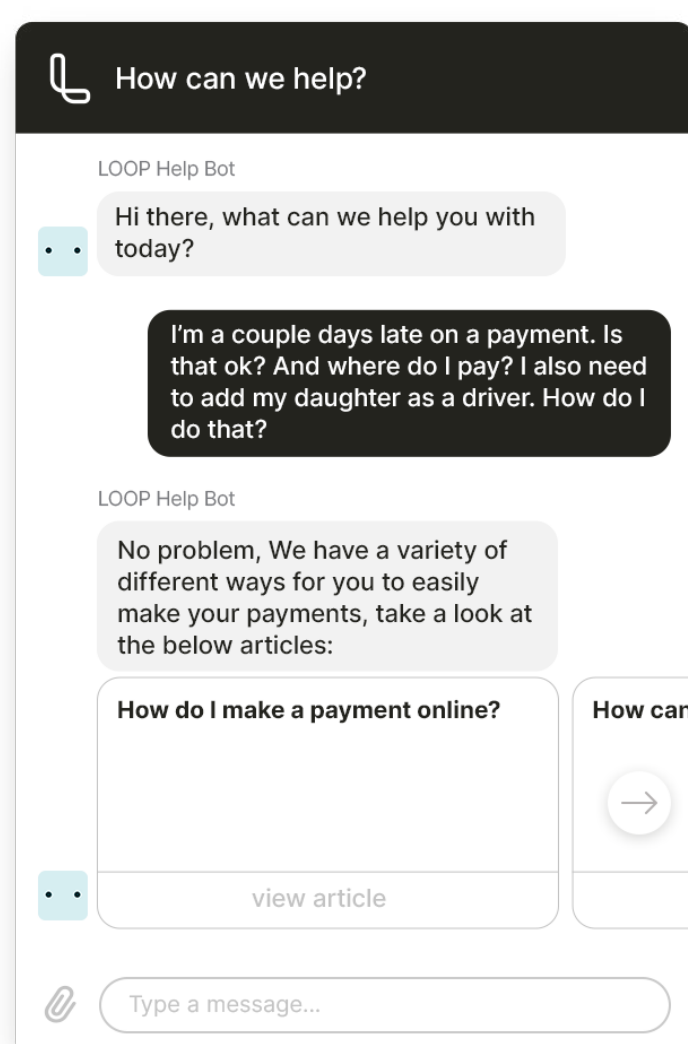 How can we help?
LOOP Help Bot
Hi there, what can we help you with
today?
I’m a couple days late on a payment. Is
that ok? And where do I pay? I also need
to add my daughter as a driver. How do I
do that?
LOOP Help Bot
No problem, We have a variety of
different ways for you to easily
make your payments, take a look at
the below articles:
How do I make a payment online?
How can
view article
Type a message...